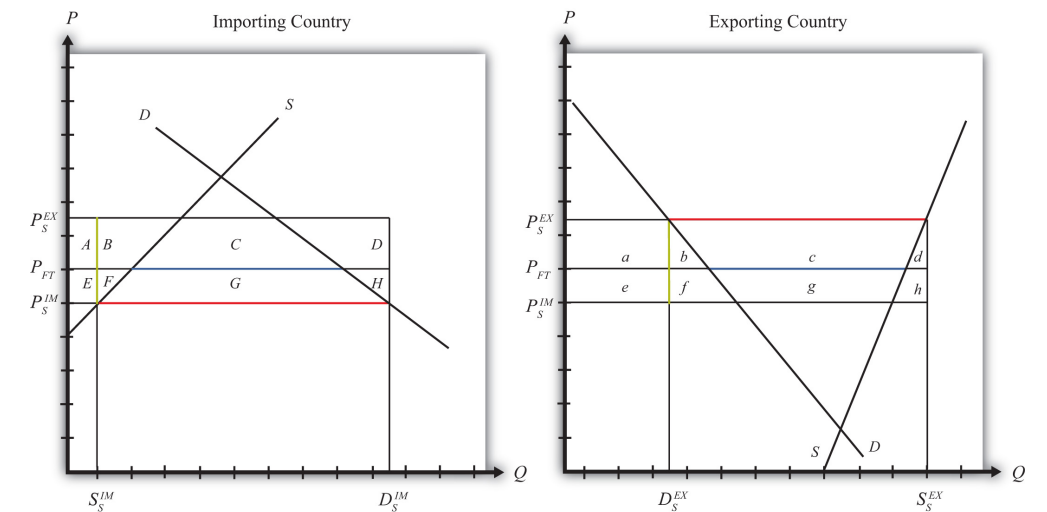 P Importing Country
D S
P_S^EX
A B C D
P_FT
E F G H
P_S^IM
Q
S_S^IM D_S^IM
P Exporting Country
P_S^EX
a b c d
P_FT
e f g h
P_S^IM
S D
Q
D_S^EX S_S^EX